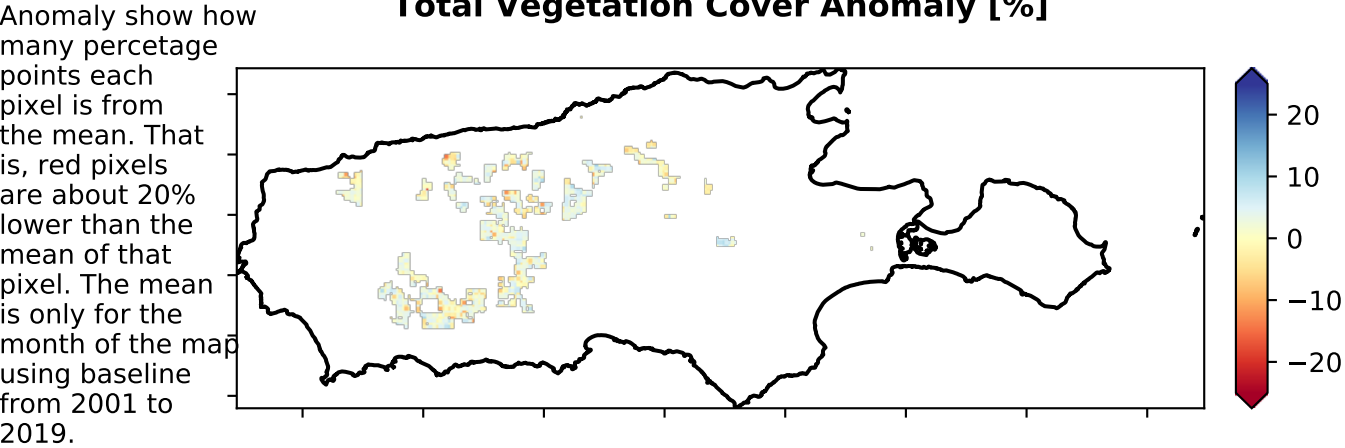 Total Vegetation Cover Anomaly [%]
Anomaly show how
many percetage
points each
pixel is from
the mean. That
is, red pixels
are about 20%
lower than the
mean of that
pixel. The mean
is only for the
month of the map
using baseline
from 2001 to
2019.
20
10
0
−10
−20